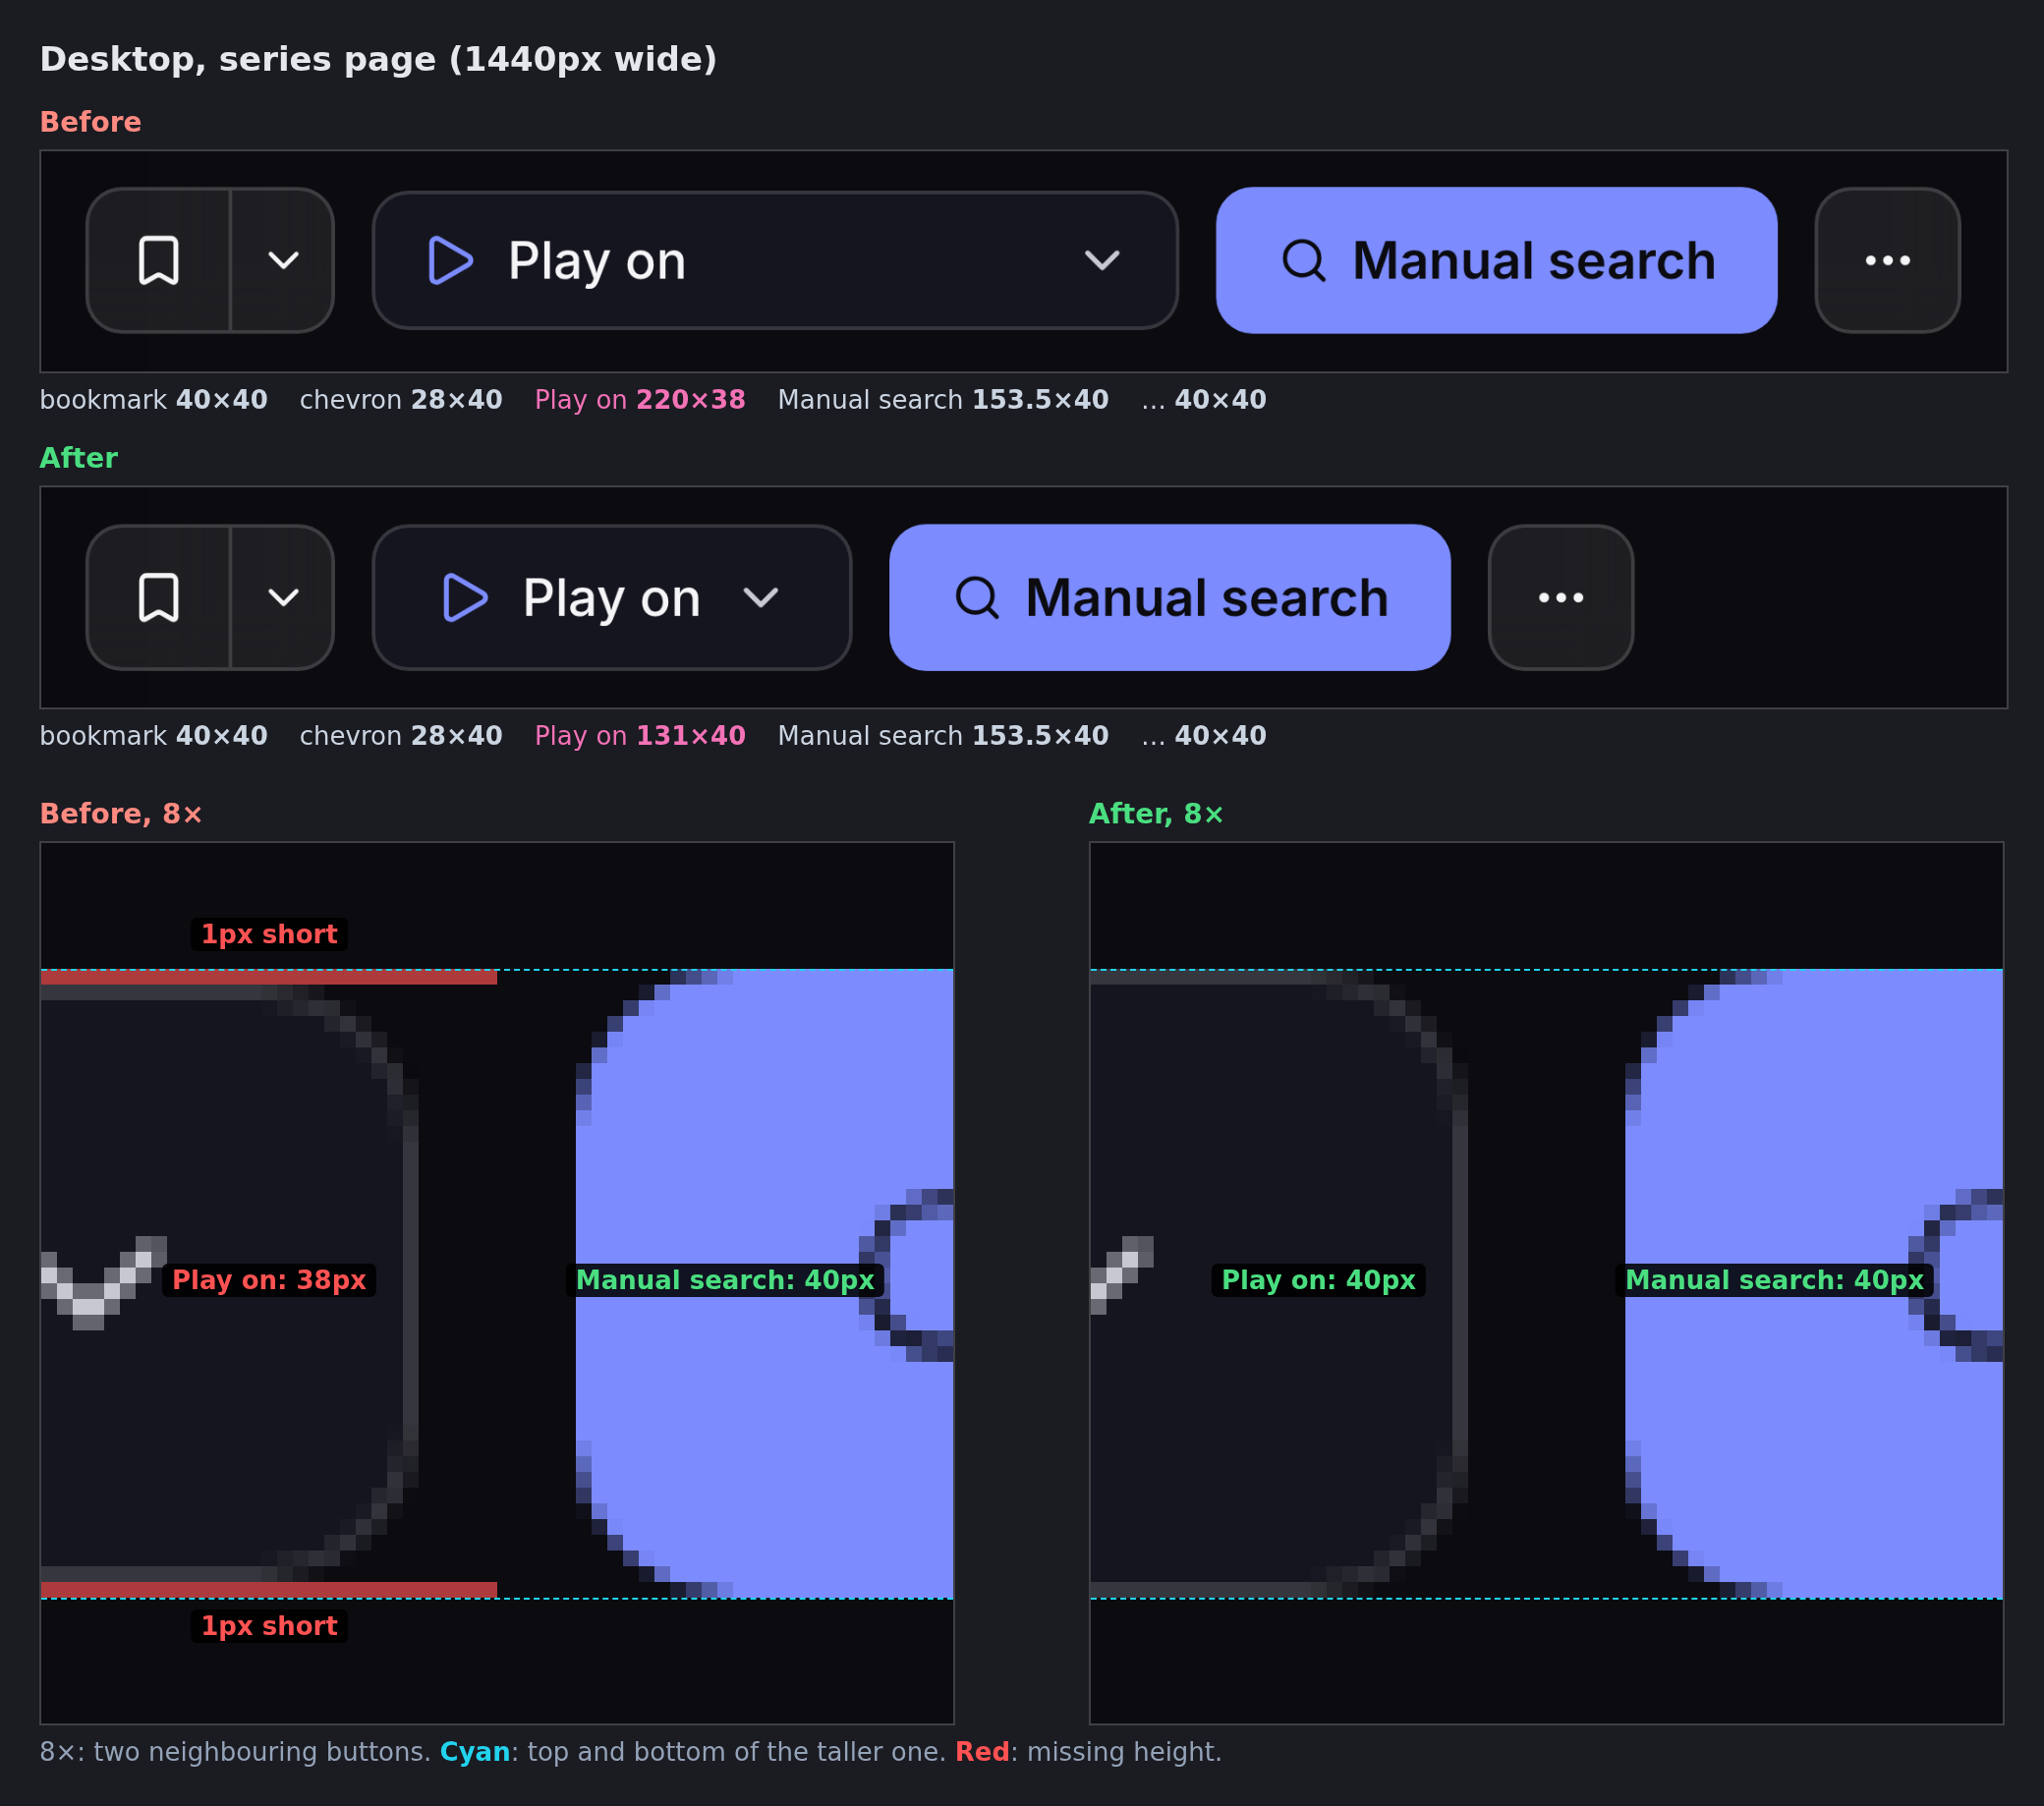 Desktop, series page (1440px wide)
Before
Play on
Manual search
bookmark 40×40 chevron 28×40 Play on 220×38 Manual search 153.5×40 ... 40×40
After
Play on
Manual search
bookmark 40×40 chevron 28×40 Play on 131×40 Manual search 153.5×40 ... 40×40
Before, 8×
1px short
Play on: 38px
Manual search: 40px
1px short
After, 8×
Play on: 40px
Manual search: 40px
8×: two neighbouring buttons. Cyan: top and bottom of the taller one. Red: missing height.